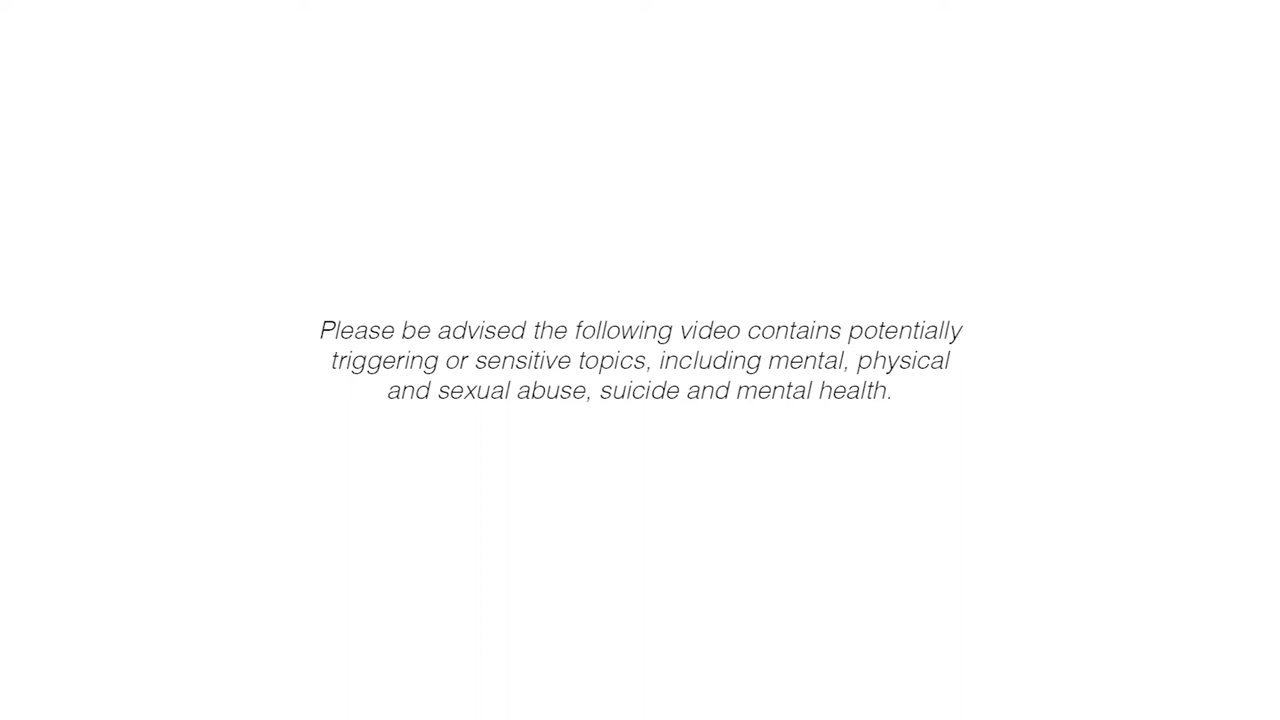 Please be advised the following video contains potentially
triggering or sensitive topics, including mental, physical
and sexual abuse, suicide and mental health.